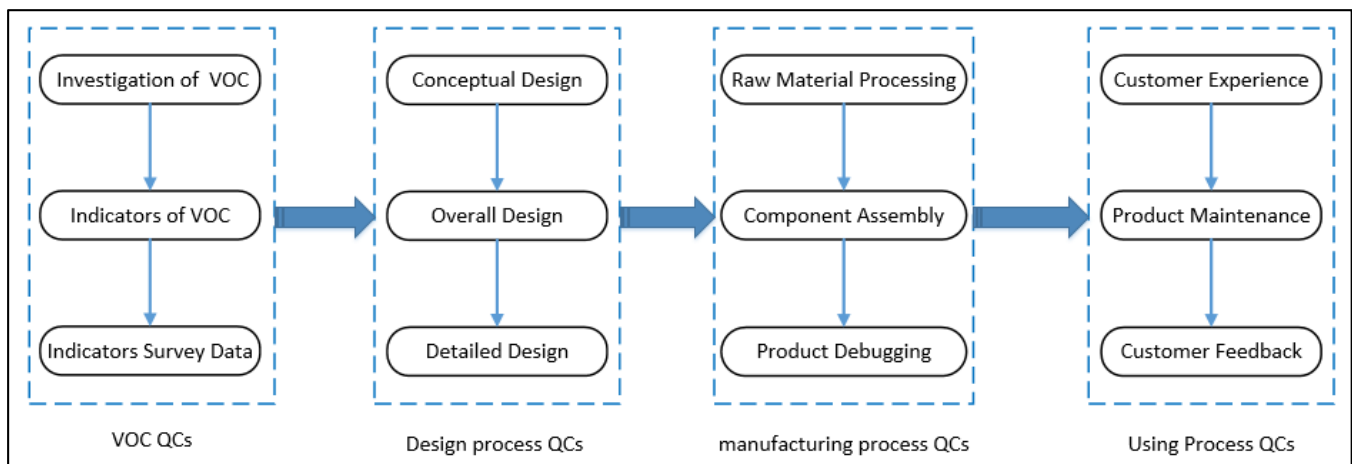 Investigation of VOC
Indicators of VOC
Indicators Survey Data
VOC QCs
Conceptual Design
Overall Design
Detailed Design
Design process QCs
Raw Material Processing
Component Assembly
Product Debugging
manufacturing process QCs
Customer Experience
Product Maintenance
Customer Feedback
Using Process QCs